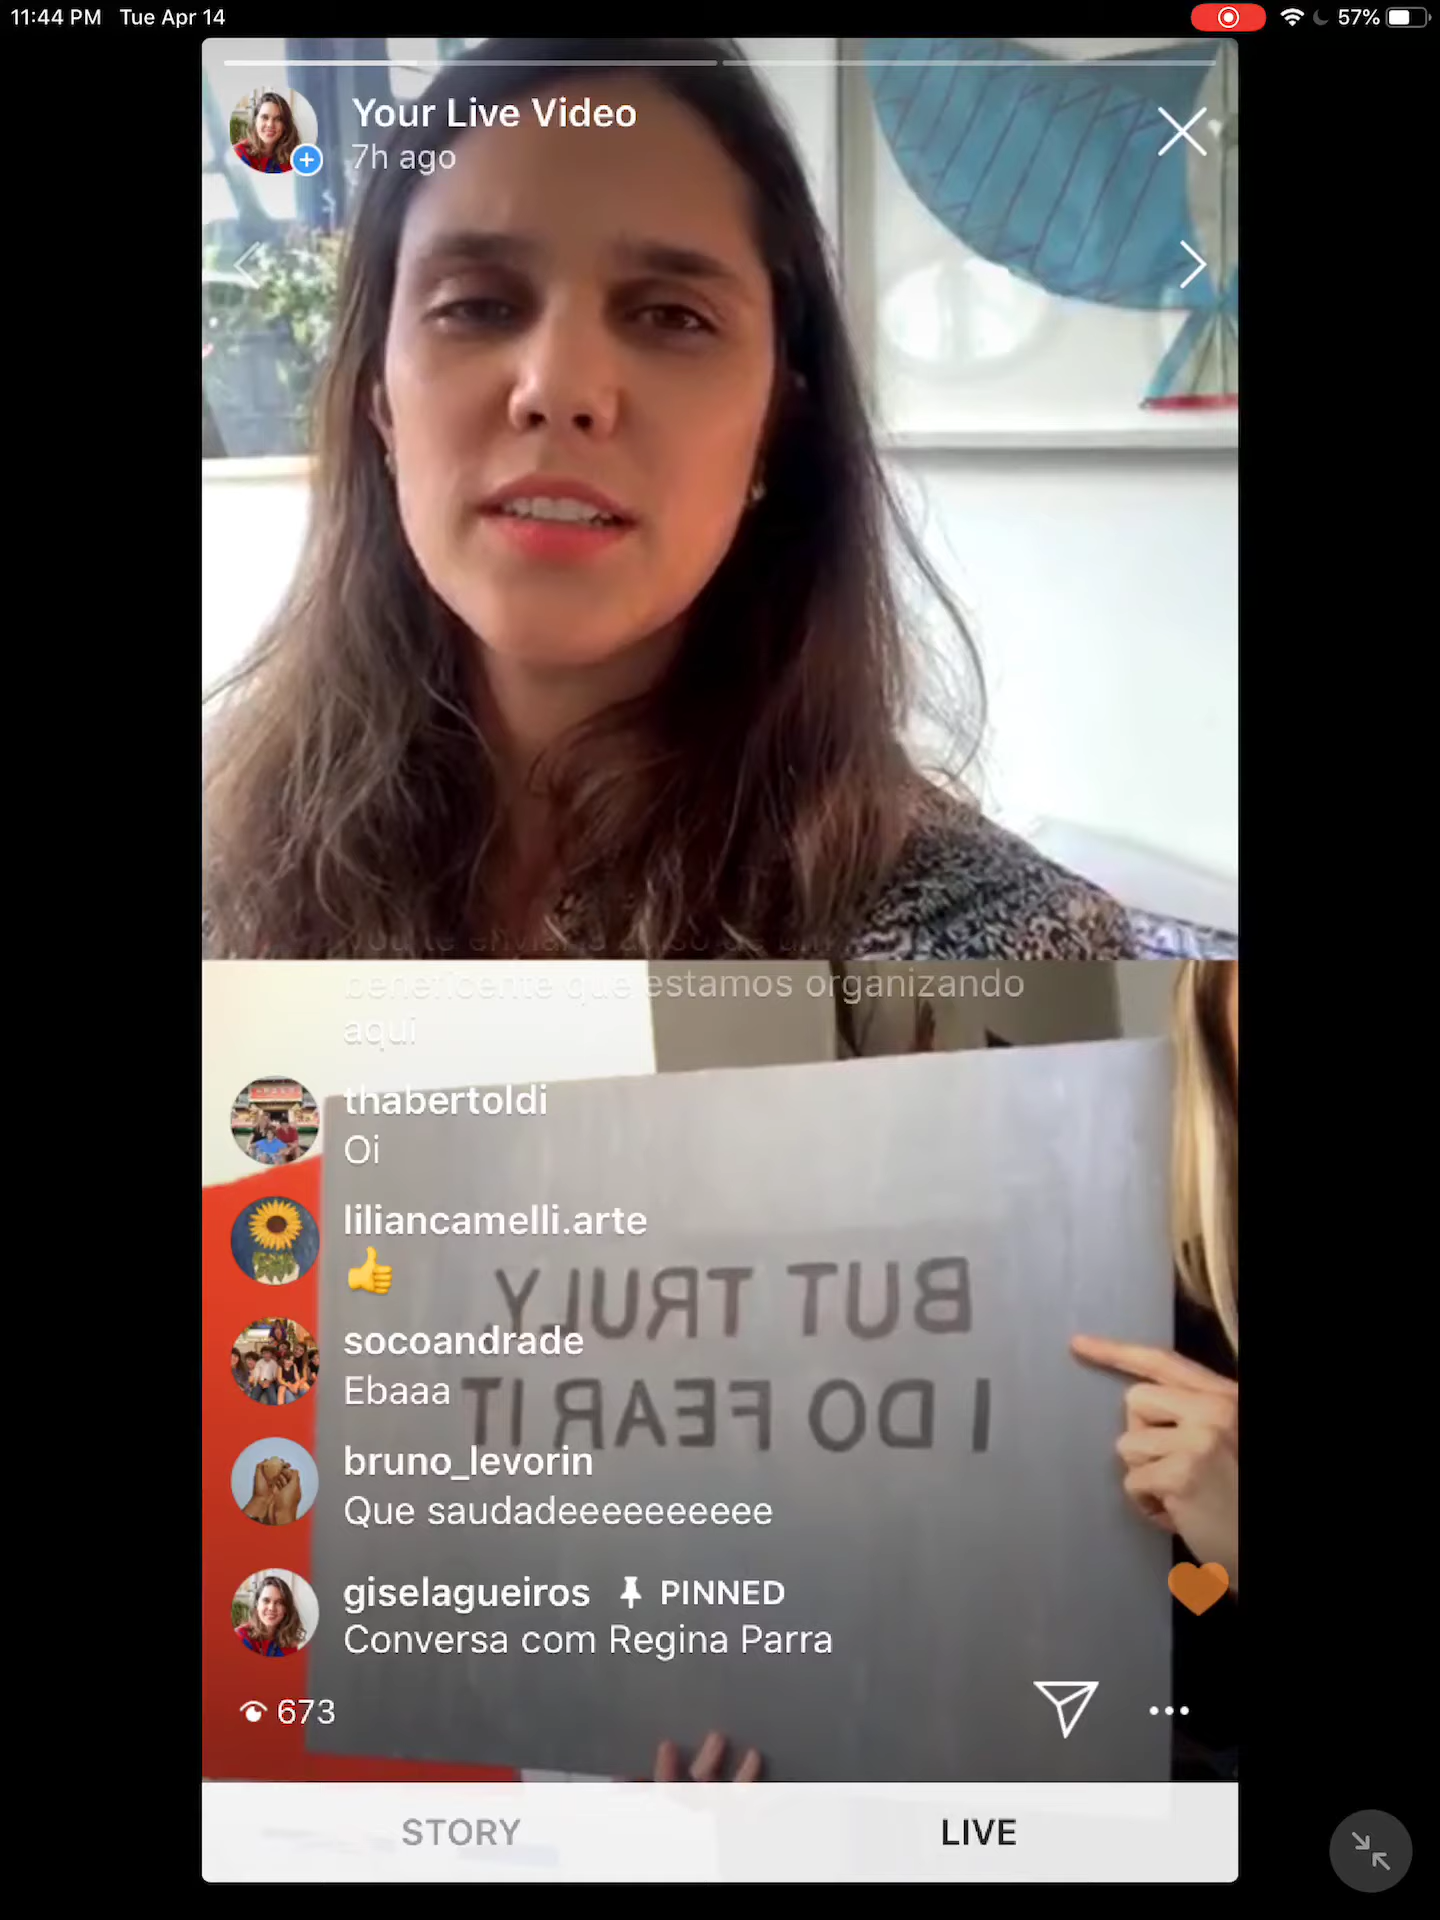 11:44 PM Tue Apr 14
57%
Your Live Video
7h ago
beneficente que estamos organizando
aqui
thabertoldi
Oi
liliancamelli.arte
👍
BUT TRULY,
socoandrade
Ebaaa
I DO FEAR IT
bruno_levorin
Que saudadeeeeeeeeee
giselagueiros PINNED
Conversa com Regina Parra
673
STORY
LIVE